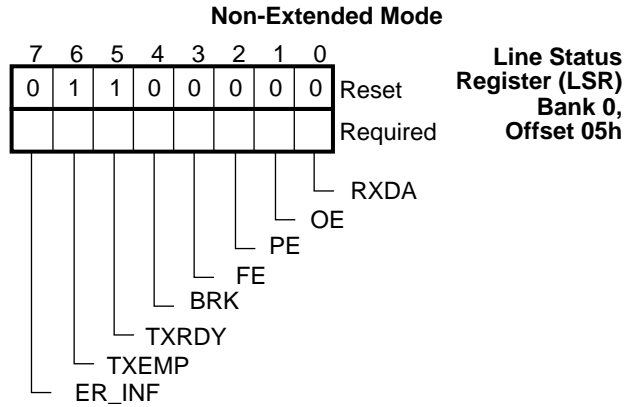 Non-Extended Mode
7 6 5 4 3 2 1 0
Line Status
Register (LSR)
Bank 0,
Offset 05h
0 1 1 0 0 0 0 0 Reset
Required
RXDA
OE
PE
FE
BRK
TXRDY
TXEMP
ER_INF